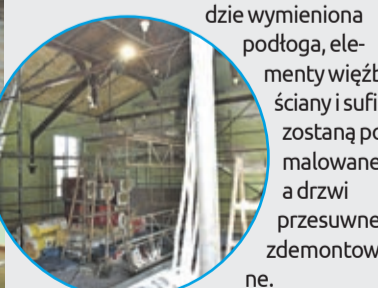 dzie wymieniona
podłoga, ele-
menty więźb
ściany i sufi
zostaną po
malowane
a drzwi
przesuwne
zdemontow
ne.